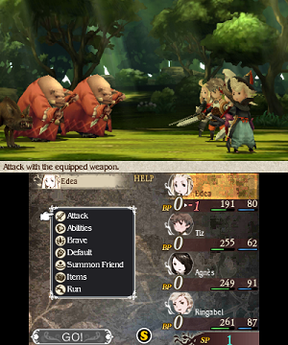 Attack with the equipped weapon.
Edea HELP
Attack
Abilities
Brave
Default
Summon Friend
Items
Run
GO!
S
Edea
BP 0 -1 191 80
Tiz
BP 0 255 62
Agnès
BP 0 249 91
Ringabel
BP 0 261 87
SP 1